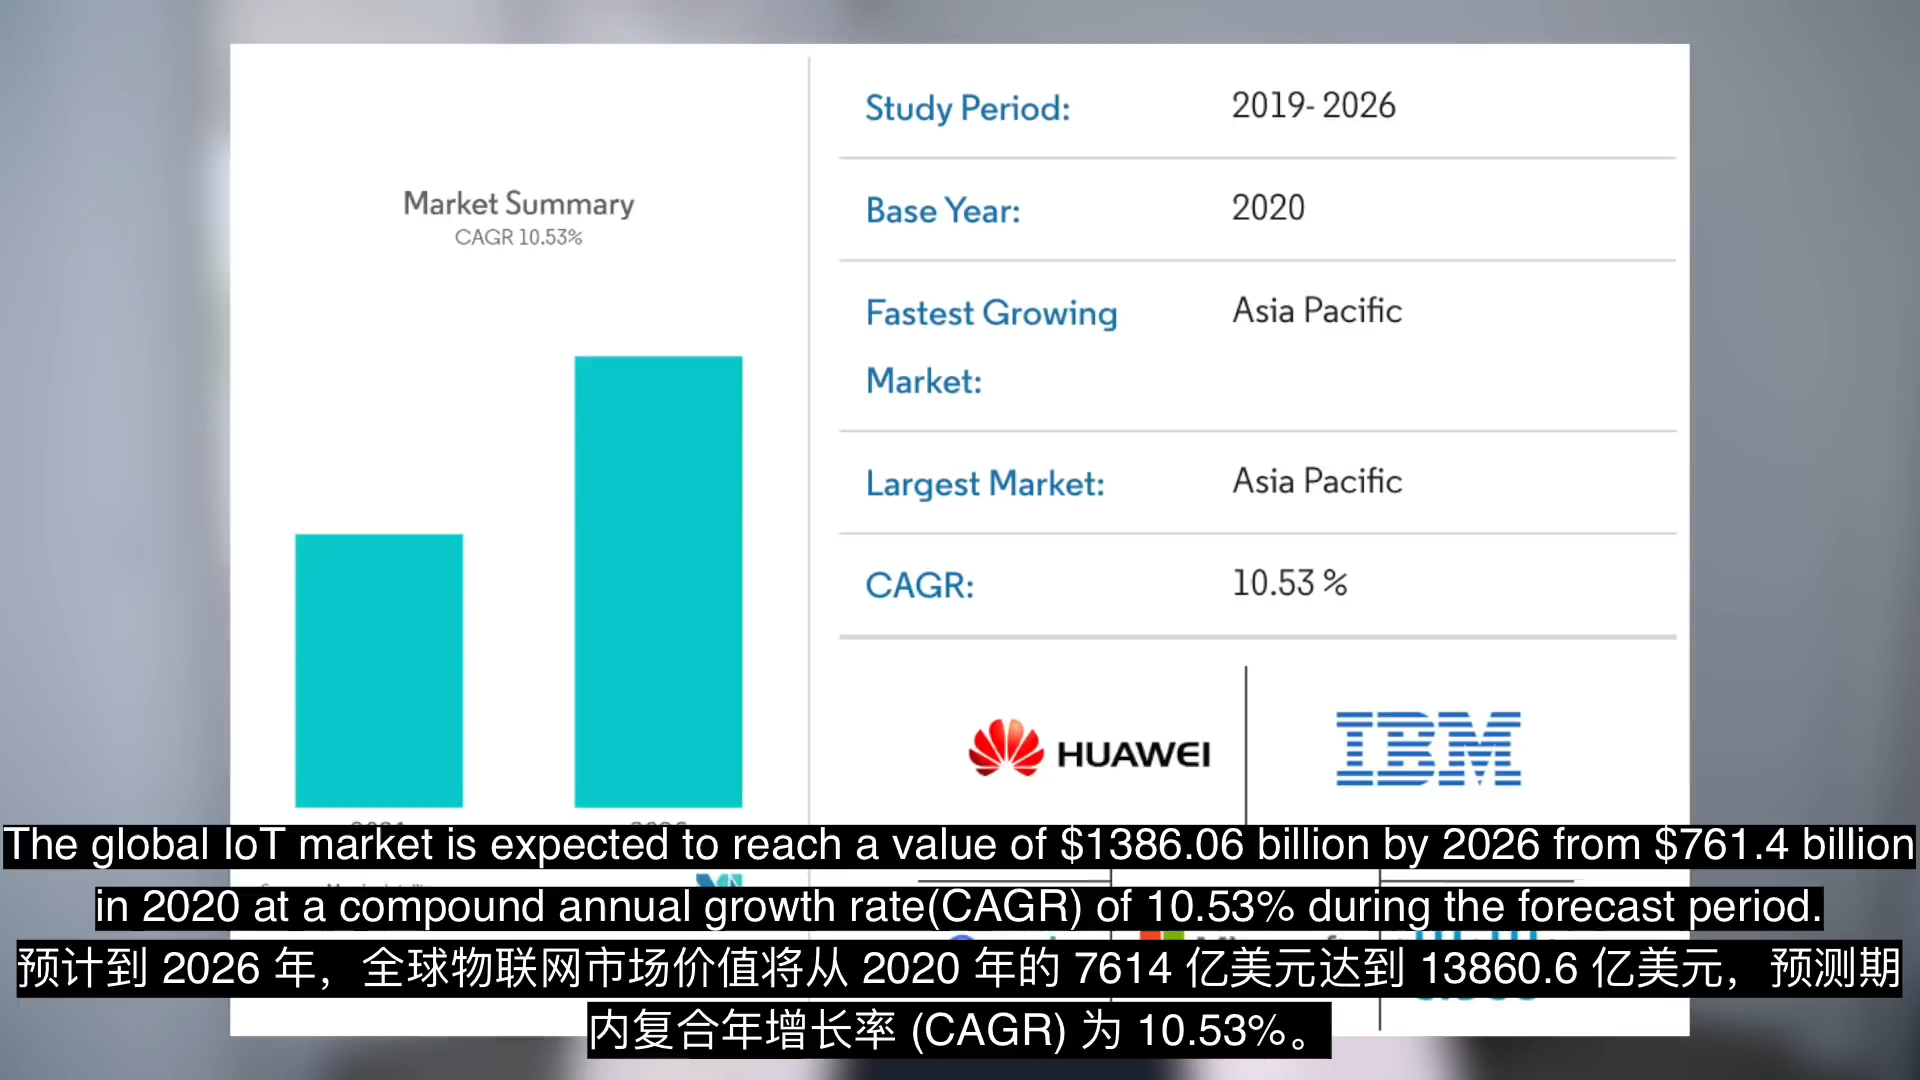 Market Summary
CAGR 10.53%
Study Period: 2019- 2026
Base Year: 2020
Fastest Growing Asia Pacific
Market:
Largest Market: Asia Pacific
CAGR: 10.53 %
HUAWEI
IBM
The global IoT market is expected to reach a value of $1386.06 billion by 2026 from $761.4 billion
in 2020 at a compound annual growth rate(CAGR) of 10.53% during the forecast period.
预计到 2026 年，全球物联网市场价值将从 2020 年的 7614 亿美元达到 13860.6 亿美元，预测期
内复合年增长率 (CAGR) 为 10.53%。